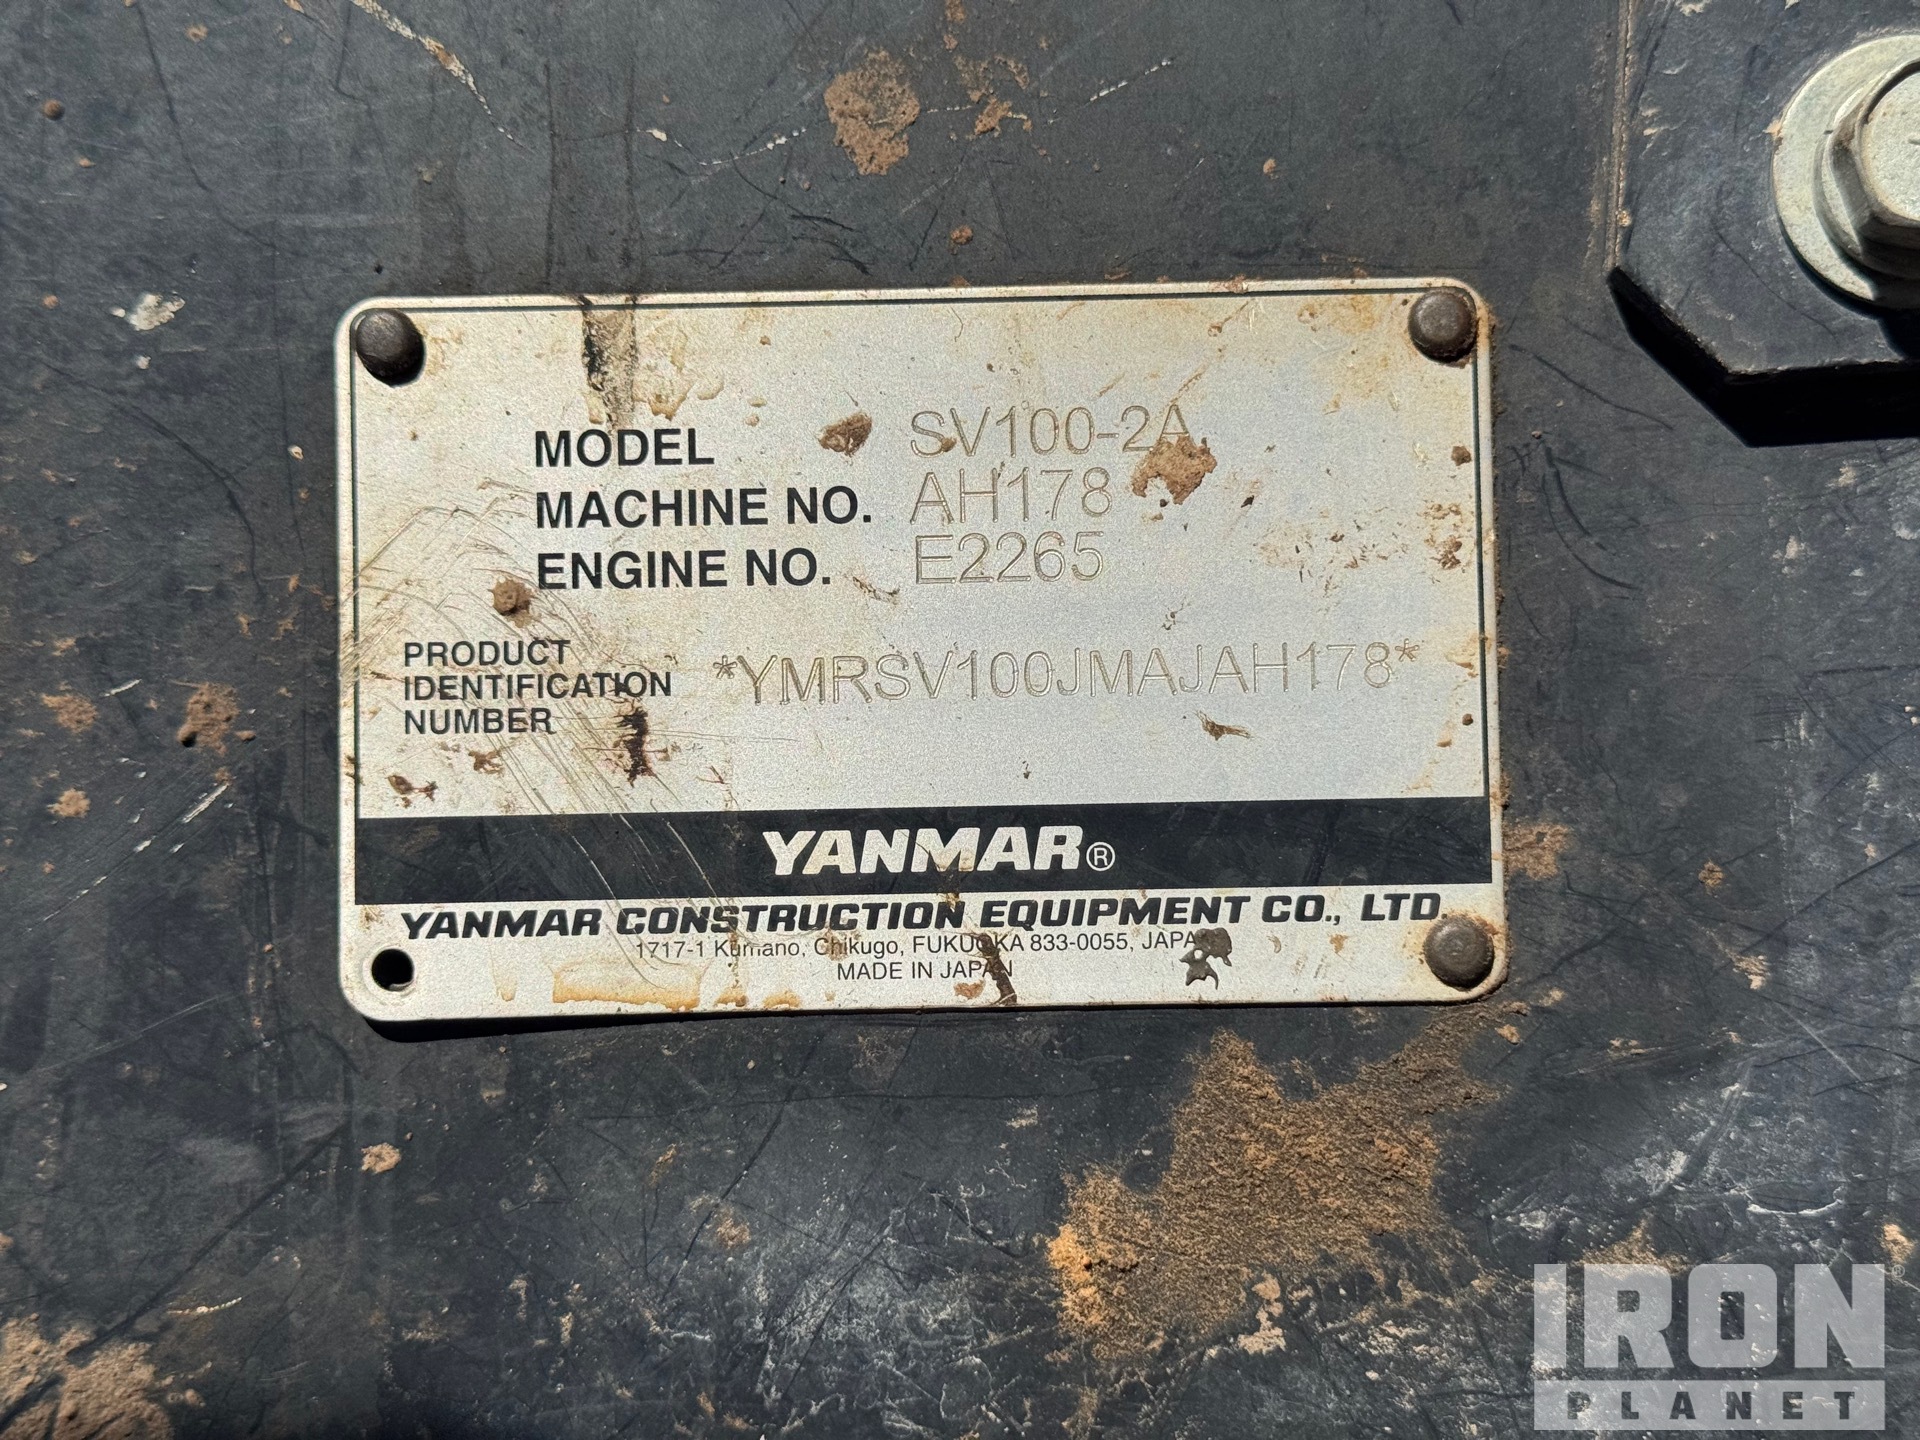 MODEL SV100-2A
MACHINE NO. AH178
ENGINE NO. E2265
PRODUCT
IDENTIFICATION
NUMBER
*YMRSV100JMAJAH178*
YANMAR®
YANMAR CONSTRUCTION EQUIPMENT CO., LTD.
1717-1 Kumano, Chikugo, FUKUOKA 833-0055, JAPAN
MADE IN JAPAN
IRON
PLANET